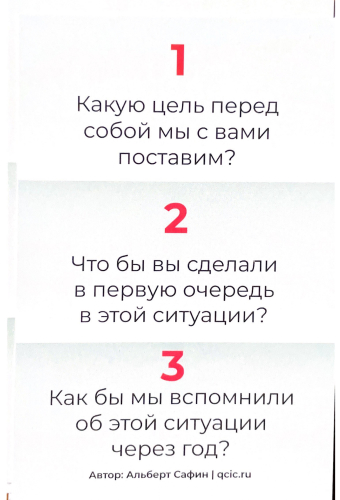 1
Какую цель перед
собой мы с вами
поставим?
2
Что бы вы сделали
в первую очередь
в этой ситуации?
3
Как бы мы вспомнили
об этой ситуации
через год?
Автор: Альберт Сафин | qcic.ru